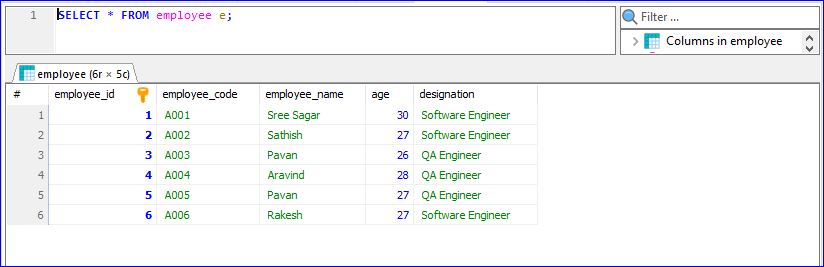 1 SELECT * FROM employee e;
Filter ...
Columns in employee
employee (6r × 5c)
# employee_id employee_code employee_name age designation
1 1 A001 Sree Sagar 30 Software Engineer
2 2 A002 Sathish 27 Software Engineer
3 3 A003 Pavan 26 QA Engineer
4 4 A004 Aravind 28 QA Engineer
5 5 A005 Pavan 27 QA Engineer
6 6 A006 Rakesh 27 Software Engineer